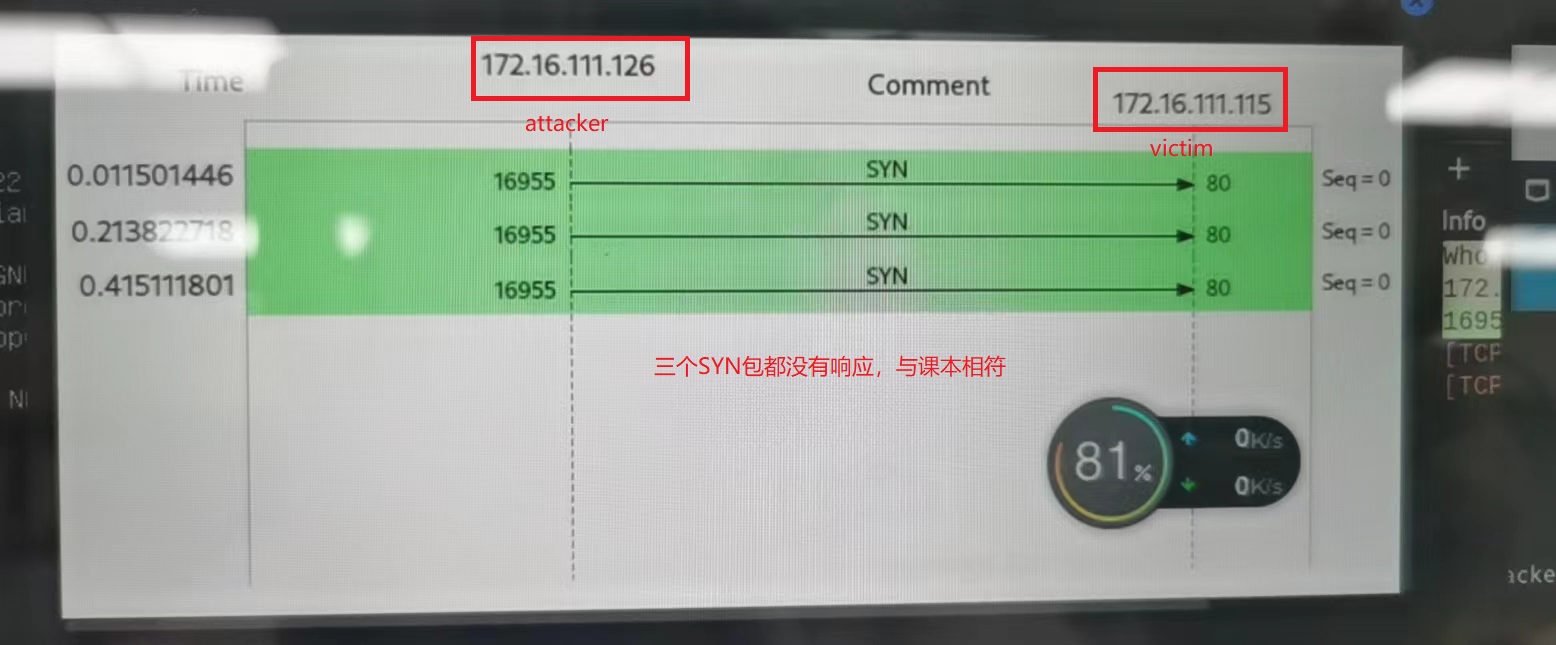 Time
172.16.111.126
Comment
172.16.111.115
attacker
victim
0.011501446
16955
SYN
80
Seq = 0
0.213822718
16955
SYN
80
Seq = 0
0.415111801
16955
SYN
80
Seq = 0
三个SYN包都没有响应，与课本相符
81%
0K/s
0K/s
22
+
Info
Who
172.
1695
[TCP
[TCP
acke